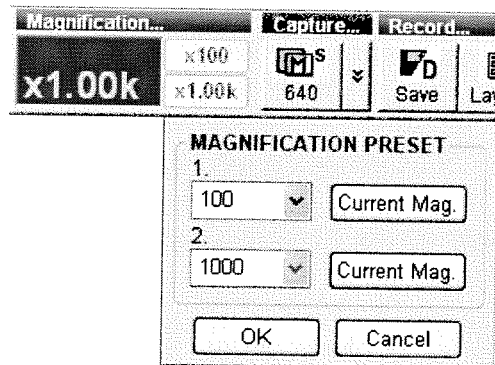 Magnification... Capture... Record...
x1.00k x100 x1.00k S 640 D Save
MAGNIFICATION PRESET
1.
100 Current Mag.
2.
1000 Current Mag.
OK Cancel